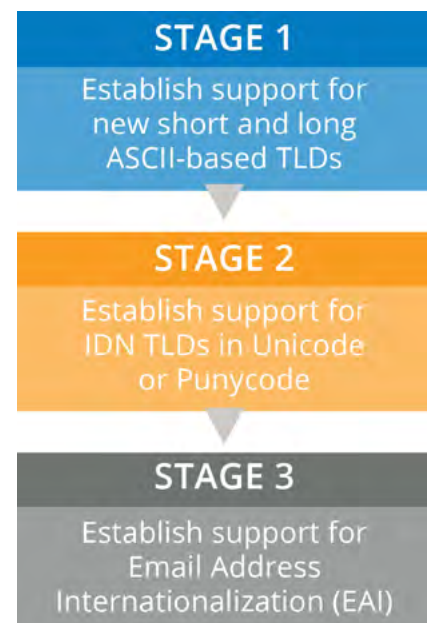 STAGE 1
Establish support for
new short and long
ASCII-based TLDs
STAGE 2
Establish support for
IDN TLDs in Unicode
or Punycode
STAGE 3
Establish support for
Email Address
Internationalization (EAI)